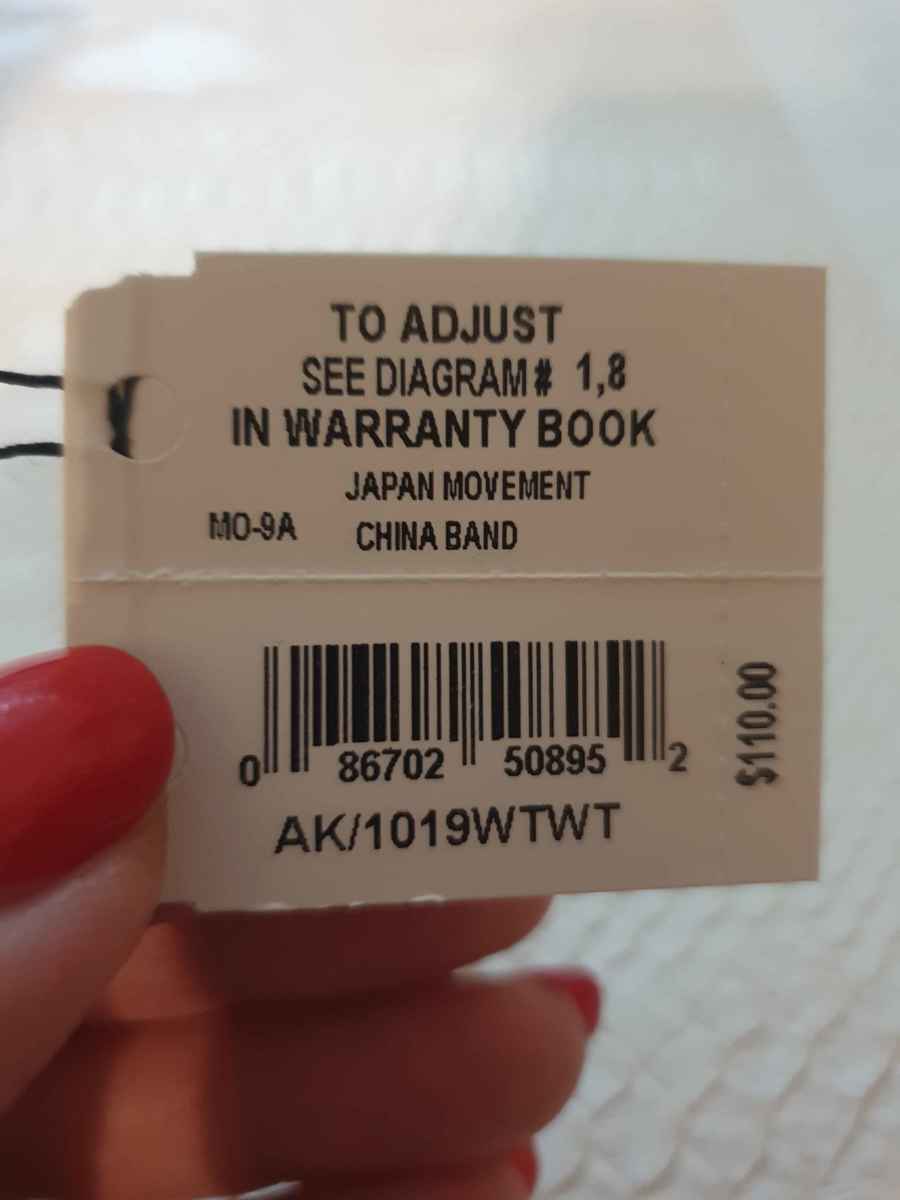 TO ADJUST
SEE DIAGRAM # 1,8
IN WARRANTY BOOK
JAPAN MOVEMENT
MO-9A CHINA BAND
0 86702 50895 2
$110.00
AK/1019WTWT